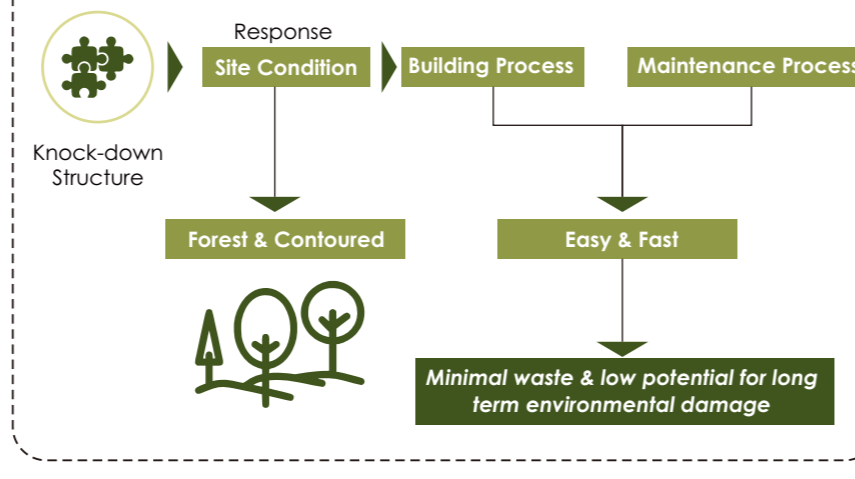 Response
Site Condition
Building Process
Maintenance Process
Knock-down
Structure
Forest & Contoured
Easy & Fast
Minimal waste & low potential for long
term environmental damage